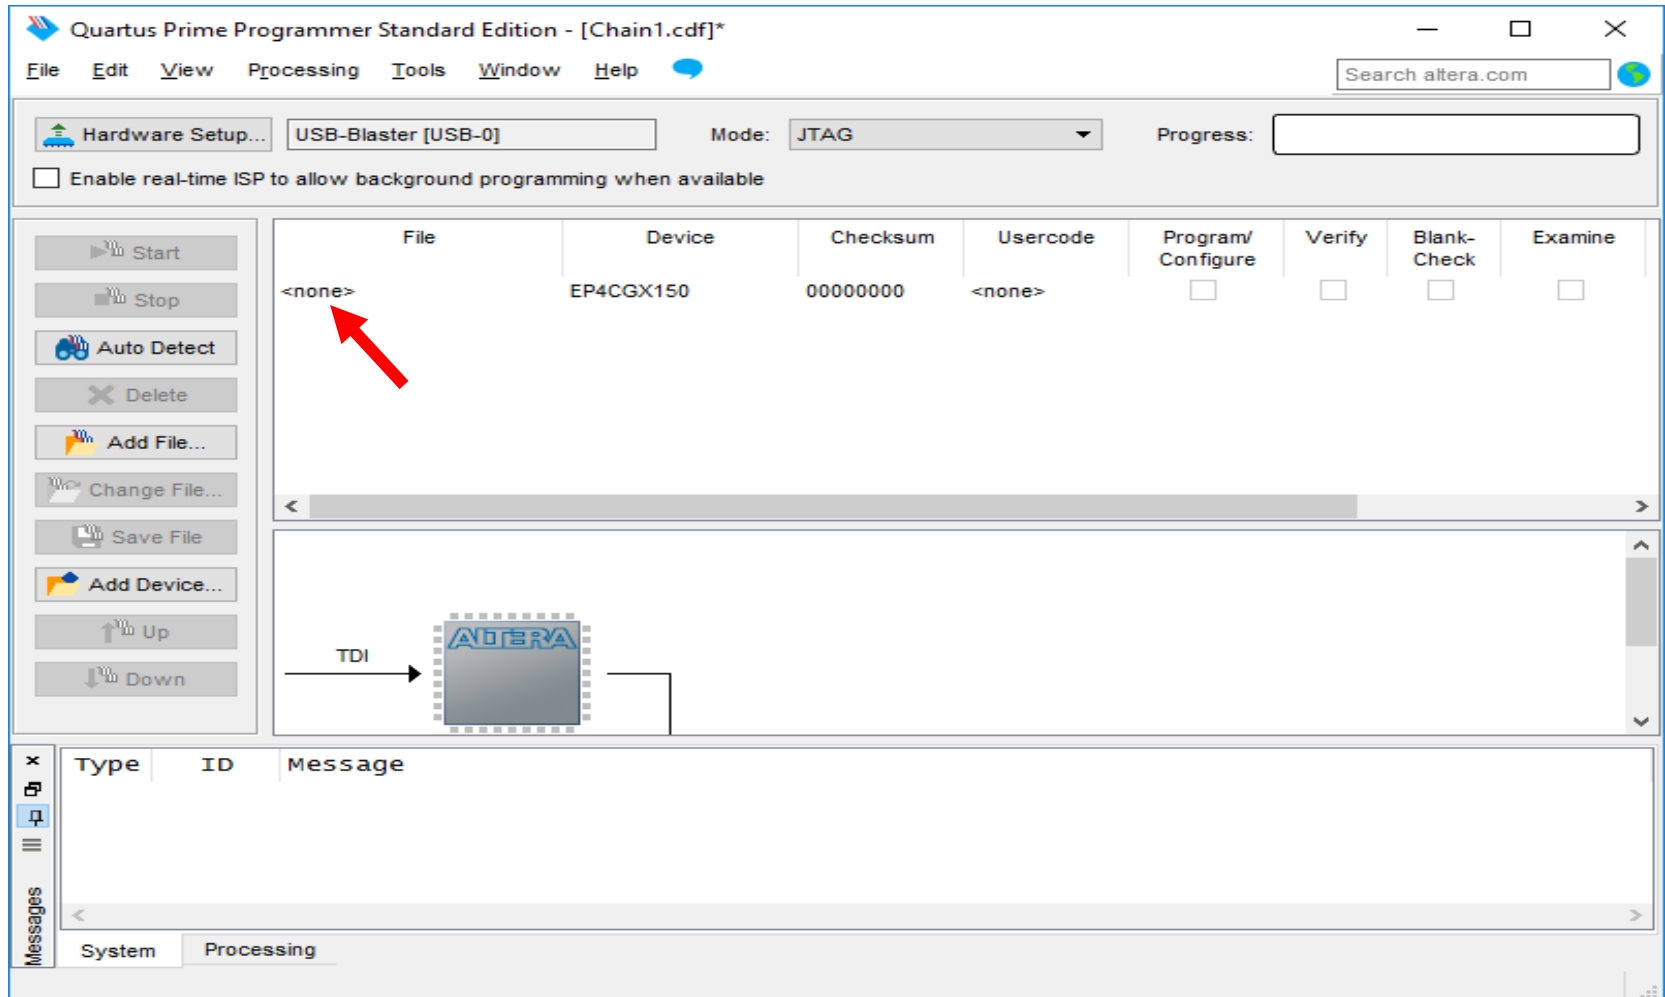 Quartus Prime Programmer Standard Edition - [Chain1.cdf]*
File Edit View Processing Tools Window Help
Search altera.com
Hardware Setup... USB-Blaster [USB-0] Mode: JTAG Progress:
Enable real-time ISP to allow background programming when available
Start
Stop
Auto Detect
Delete
Add File...
Change File...
Save File
Add Device...
Up
Down
File Device Checksum Usercode Program/ Verify Blank- Examine
Configure Check
<none> EP4CGX150 00000000 <none>
ALTERA
TDI
Type ID Message
Messages
System Processing